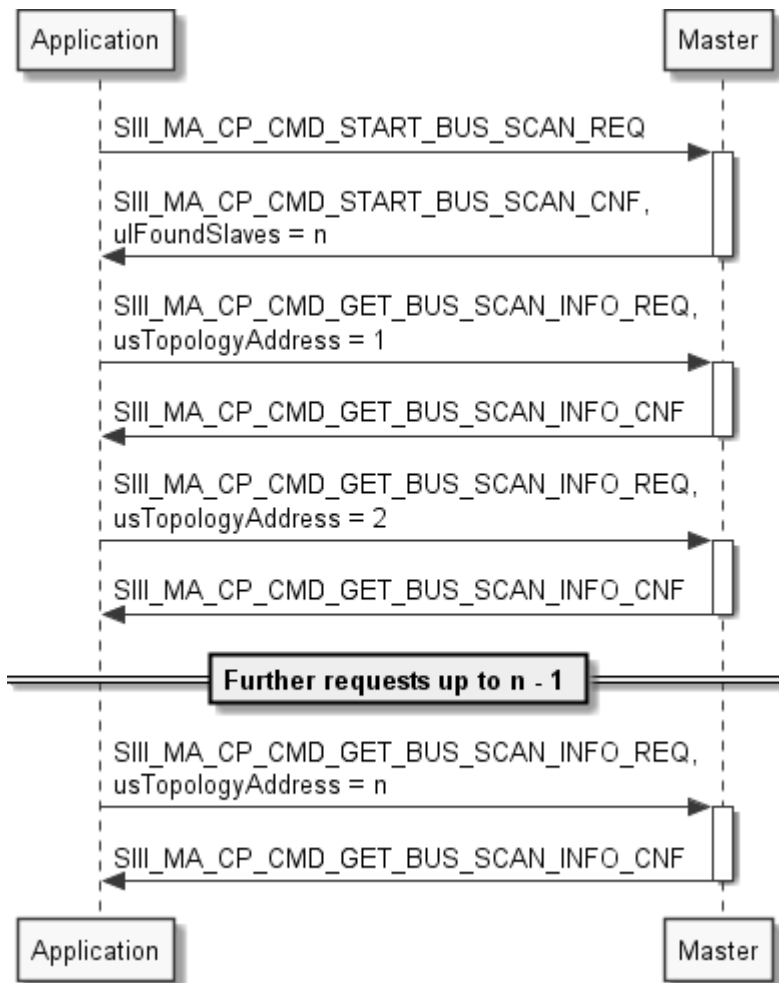 Application Master
SIII_MA_CP_CMD_START_BUS_SCAN_REQ
SIII_MA_CP_CMD_START_BUS_SCAN_CNF,
ulFoundSlaves = n
SIII_MA_CP_CMD_GET_BUS_SCAN_INFO_REQ,
usTopologyAddress = 1
SIII_MA_CP_CMD_GET_BUS_SCAN_INFO_CNF
SIII_MA_CP_CMD_GET_BUS_SCAN_INFO_REQ,
usTopologyAddress = 2
SIII_MA_CP_CMD_GET_BUS_SCAN_INFO_CNF
Further requests up to n - 1
SIII_MA_CP_CMD_GET_BUS_SCAN_INFO_REQ,
usTopologyAddress = n
SIII_MA_CP_CMD_GET_BUS_SCAN_INFO_CNF
Application Master